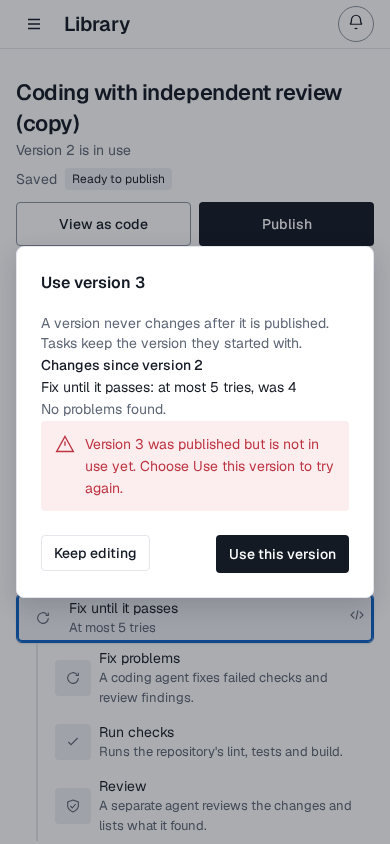 Library
Coding with independent review
(copy)
Version 2 is in use
Saved Ready to publish
View as code Publish
Use version 3
A version never changes after it is published.
Tasks keep the version they started with.
Changes since version 2
Fix until it passes: at most 5 tries, was 4
No problems found.
Version 3 was published but is not in
use yet. Choose Use this version to try
again.
Keep editing Use this version
Fix until it passes
At most 5 tries
Fix problems
A coding agent fixes failed checks and
review findings.
Run checks
Runs the repository's lint, tests and build.
Review
A separate agent reviews the changes and
lists what it found.